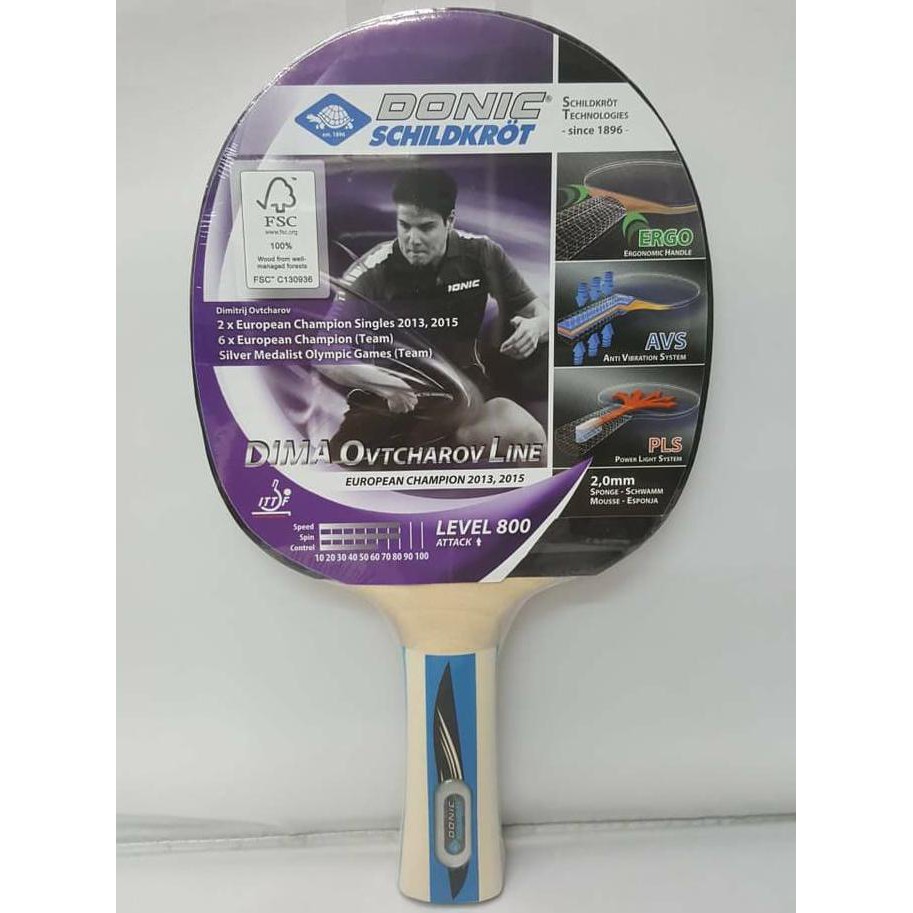 DONIC®
SCHILDKRÖT
est. 1896
SCHILDKRÖT
TECHNOLOGIES
- since 1896 -
FSC
www.fsc.org
100%
Wood from well-
managed forests
FSC™ C130936
DONIC
ERGO
ERGONOMIC HANDLE
Dimitrij Ovtcharov
2 x European Champion Singles 2013, 2015
6 x European Champion (Team)
Silver Medalist Olympic Games (Team)
AVS
ANTI VIBRATION SYSTEM
DIMA OVTCHAROV LINE
EUROPEAN CHAMPION 2013, 2015
PLS
POWER LIGHT SYSTEM
2,0mm
SPONGE - SCHWAMM
MOUSSE - ESPONJA
ITTF
Speed
Spin
Control
10 20 30 40 50 60 70 80 90 100
LEVEL 800
ATTACK
DONIC